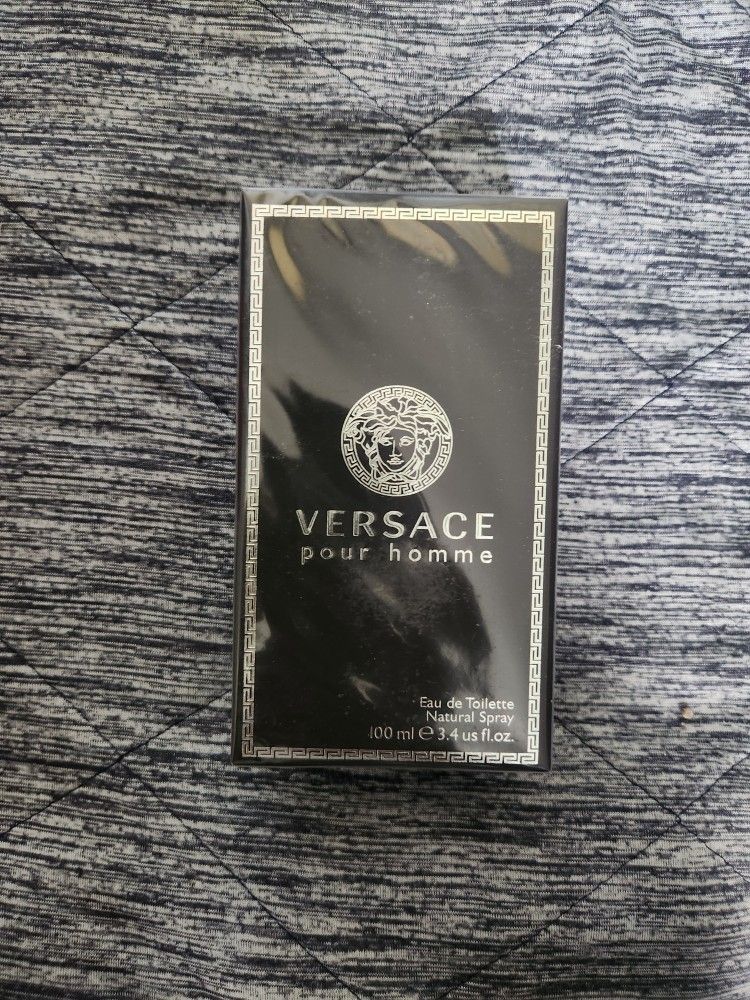 VERSACE
pour homme
Eau de Toilette
Natural Spray
100 ml ℮ 3.4 us fl.oz.